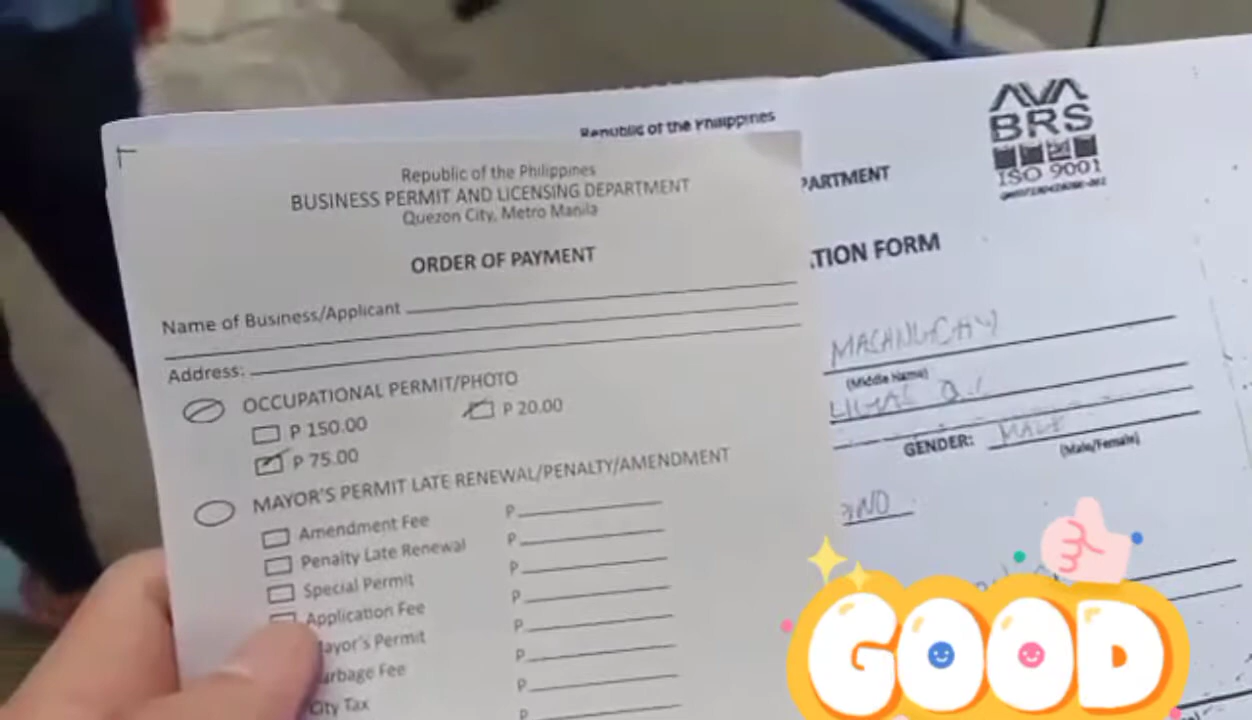 Republic of the Philippines
AVA
BRS
ISO 9001
PARTMENT
TION FORM
Republic of the Philippines
BUSINESS PERMIT AND LICENSING DEPARTMENT
Quezon City, Metro Manila
ORDER OF PAYMENT
Name of Business/Applicant
Address:
OCCUPATIONAL PERMIT/PHOTO
P 150.00
P 20.00
P 75.00
MAYOR'S PERMIT LATE RENEWAL/PENALTY/AMENDMENT
Amendment Fee P
Penalty Late Renewal P
Special Permit P
Application Fee P
ayor's Permit P
arbage Fee P
City Tax P
(Middle Name)
GENDER: MALE
(Male/Female)
GOOD